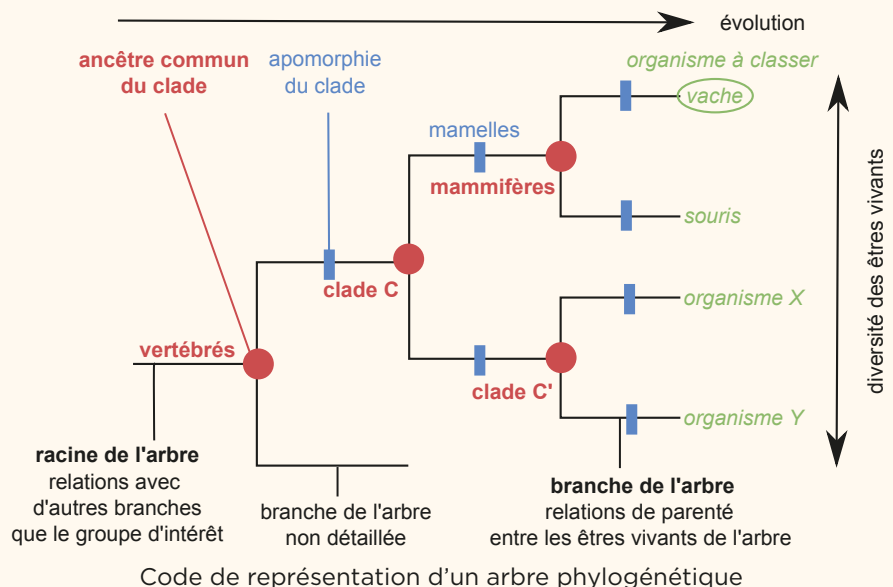 évolution
ancêtre commun
du clade
apomorphie
du clade
organisme à classer
vache
mamelles
mammifères
souris
clade C
organisme X
vertébrés
clade C'
organisme Y
diversité des êtres vivants
racine de l'arbre
relations avec
d'autres branches
que le groupe d'intérêt
branche de l'arbre
non détaillée
branche de l'arbre
relations de parenté
entre les êtres vivants de l'arbre
Code de représentation d'un arbre phylogénétique